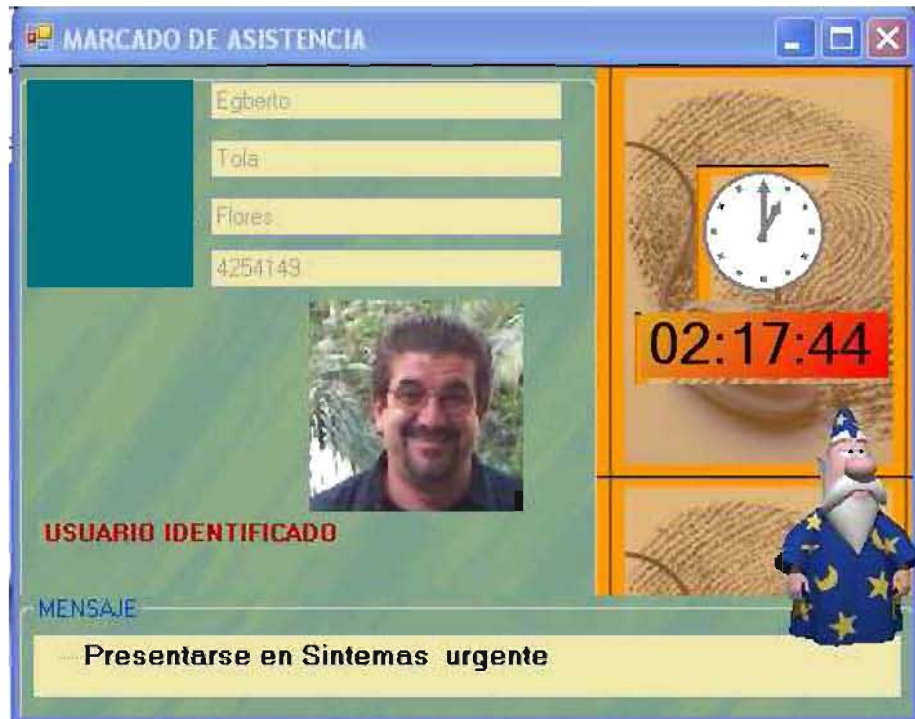 MARCADO DE ASISTENCIA
Egberto
Tola
Flores
4254149
02:17:44
USUARIO IDENTIFICADO
MENSAJE
Presentarse en Sintemas urgente